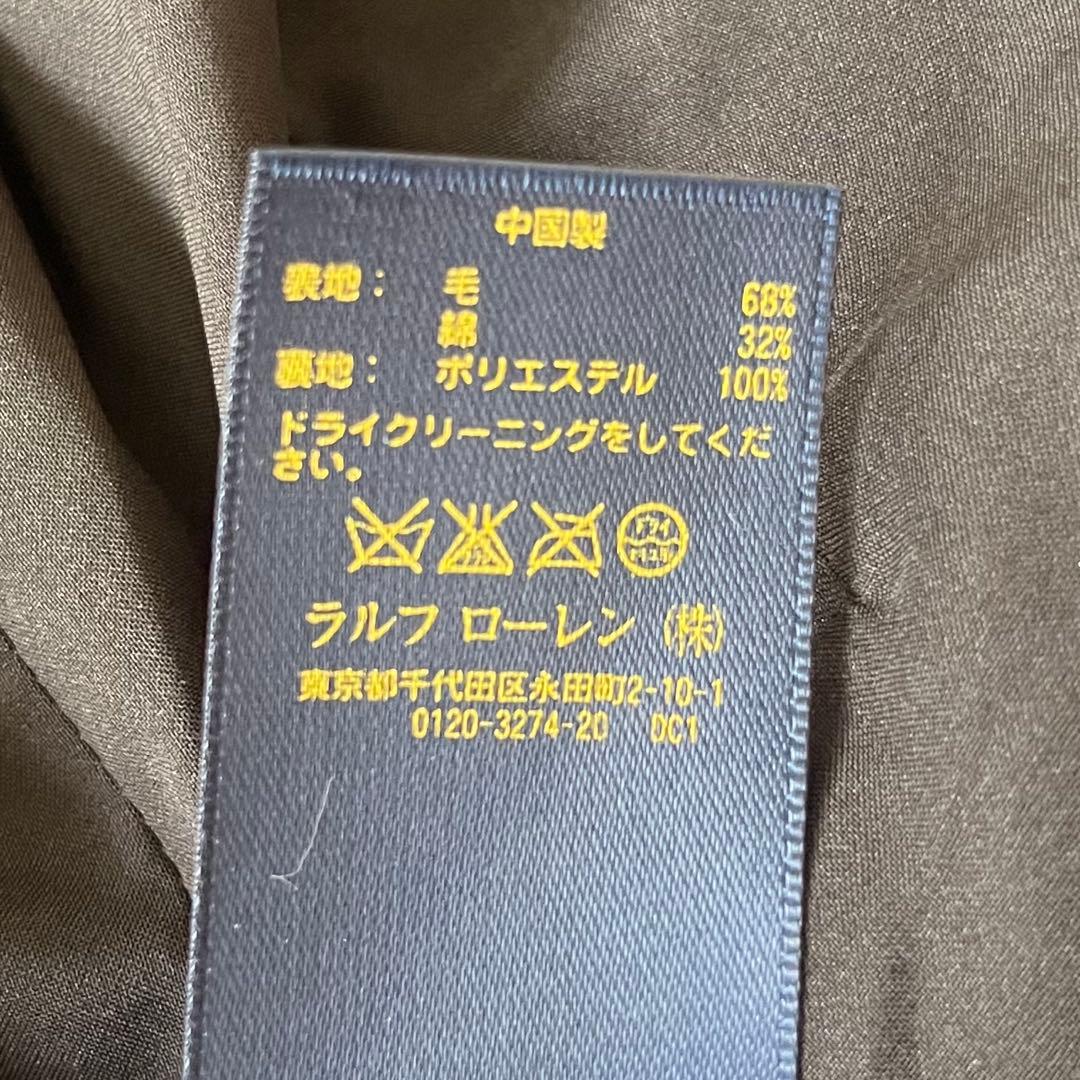 中国製
表地： 毛 68%
綿 32%
裏地： ポリエステル 100%
ドライクリーニングをしてくだ
さい。
ドライ
ラルフ ローレン (株)
東京都千代田区永田町2-10-1
0120-3274-20 DC1